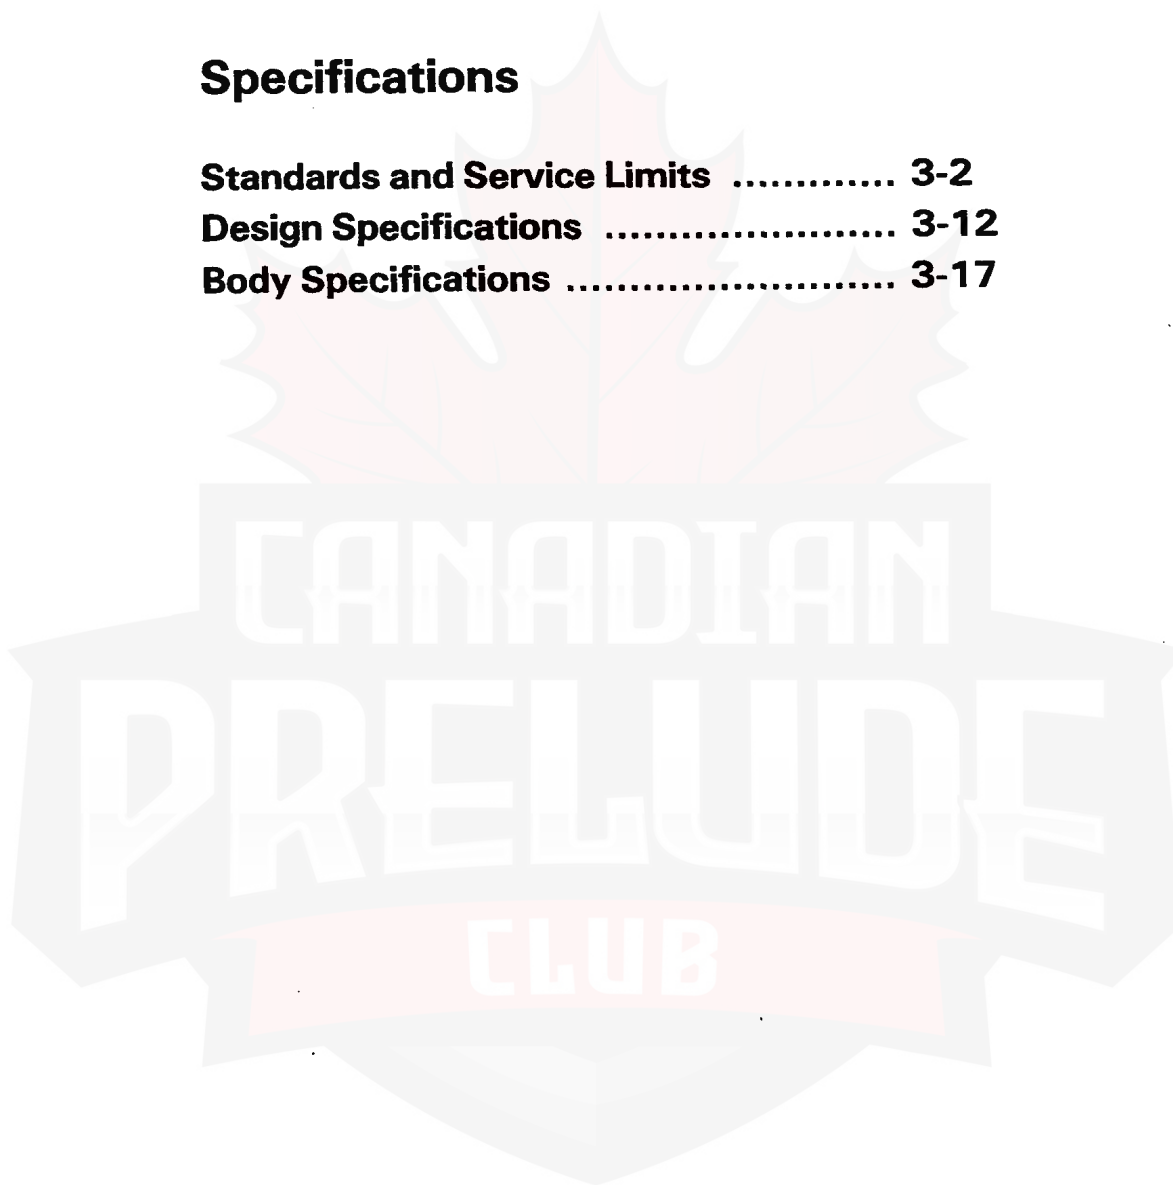 Specifications
Standards and Service Limits ............. 3-2
Design Specifications ....................... 3-12
Body Specifications .......................... 3-17
CANADIAN
PRELUDE
CLUB